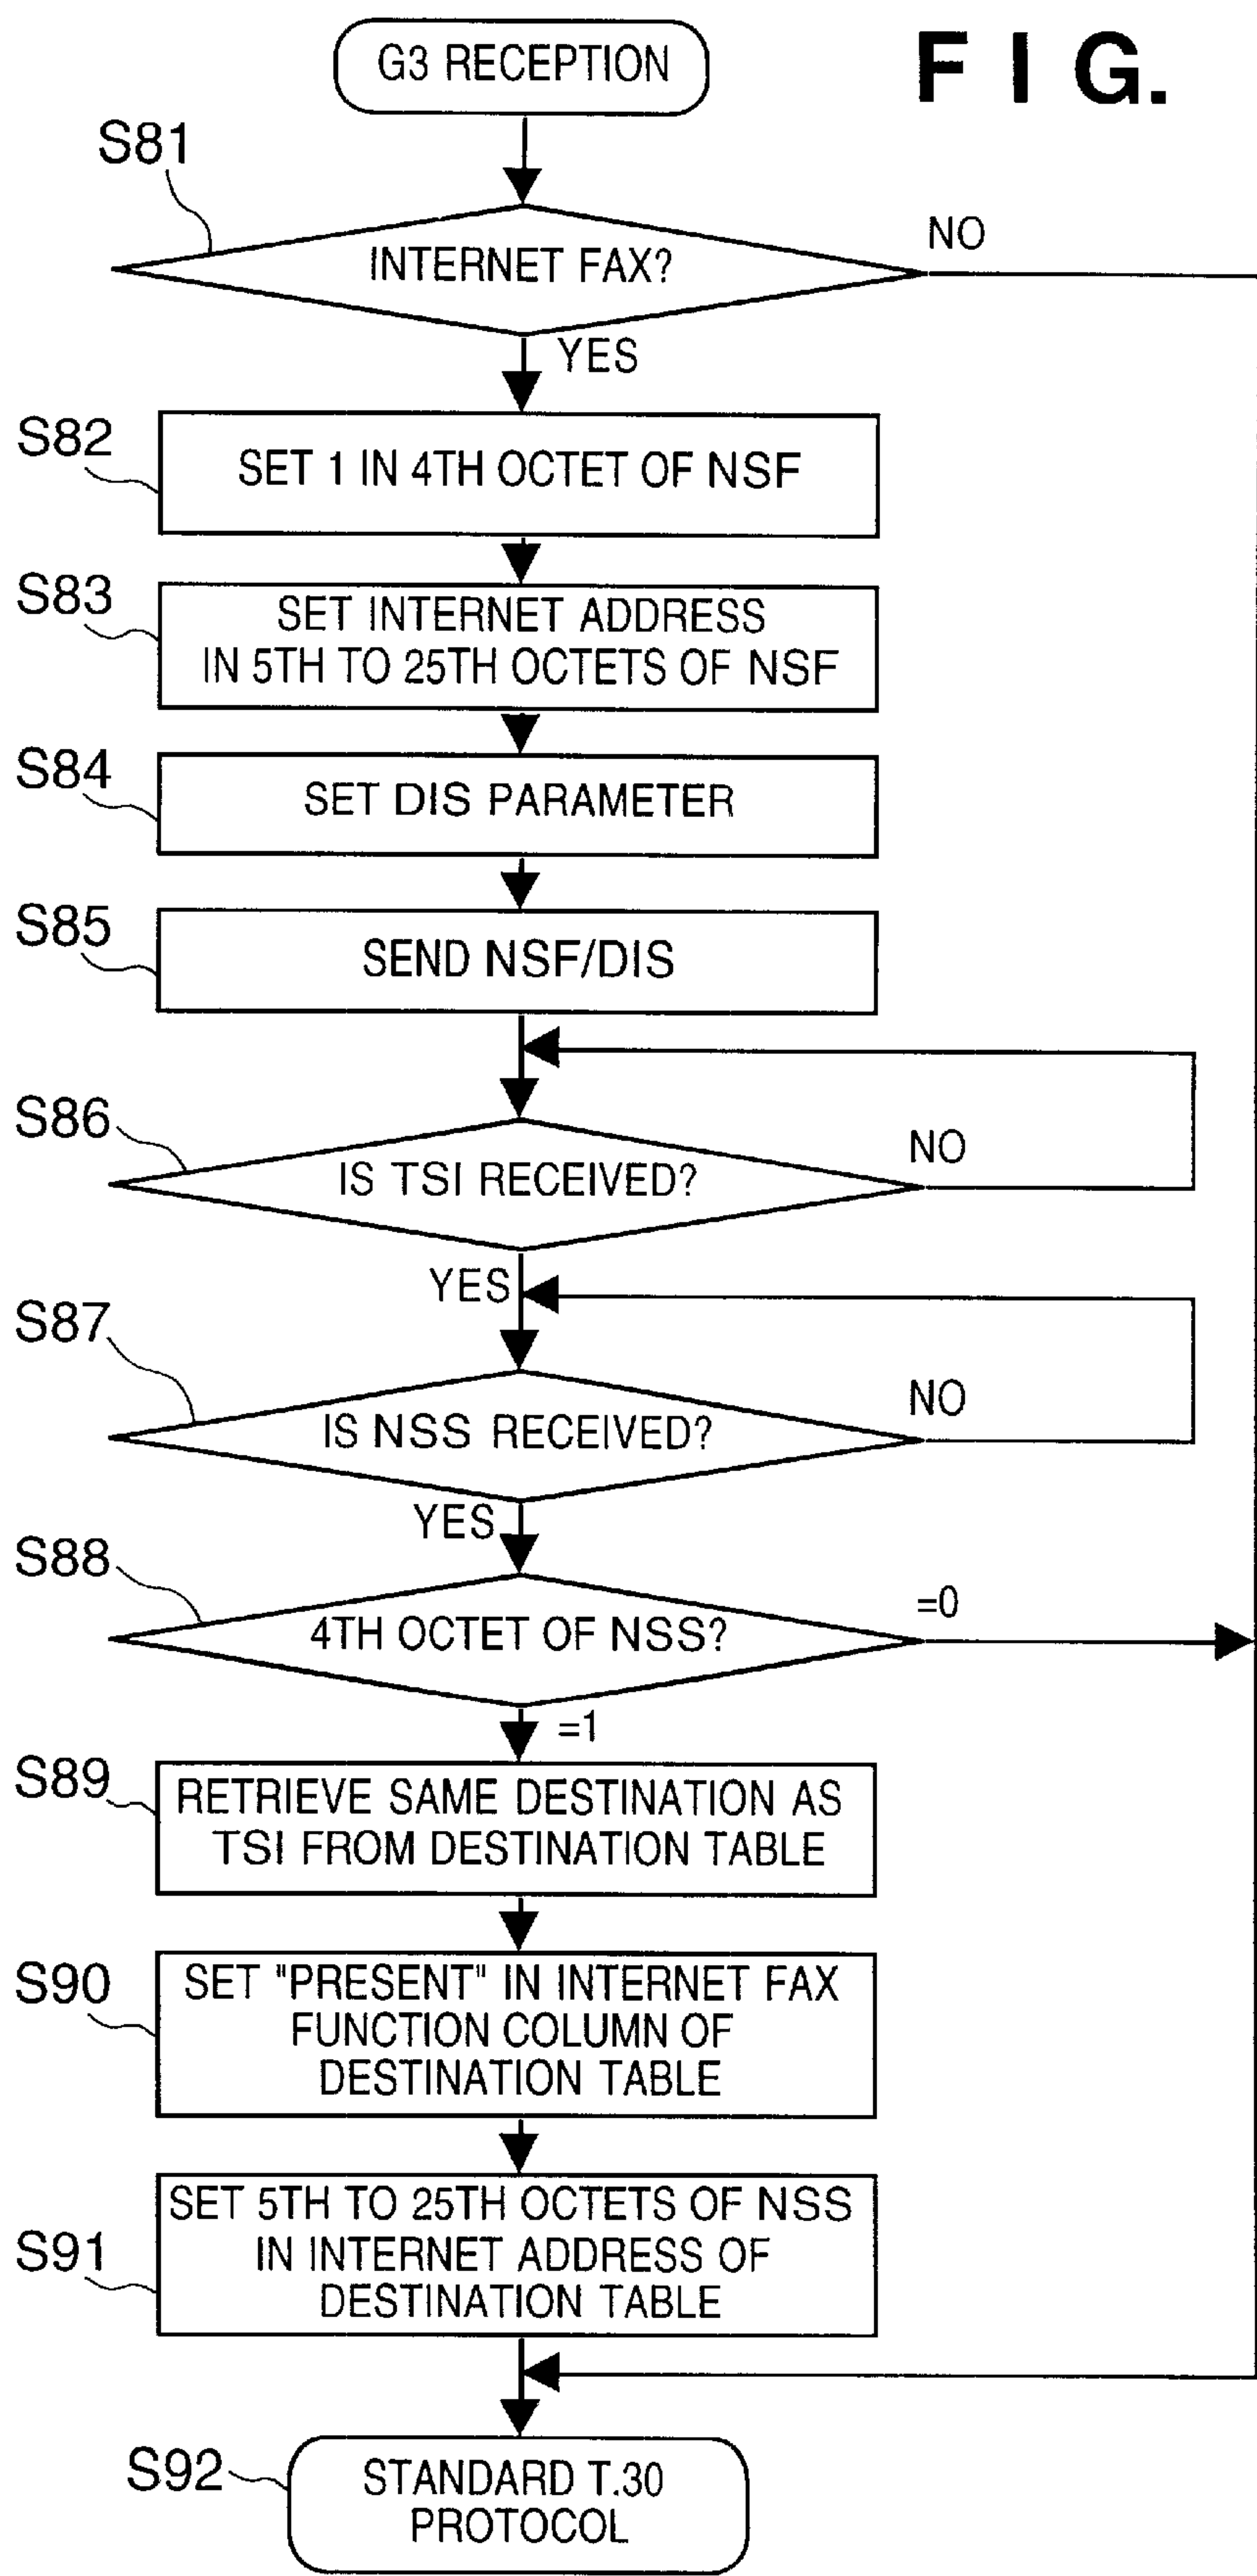 G3 RECEPTION
F I G.
S81
INTERNET FAX?
NO
YES
S82
SET 1 IN 4TH OCTET OF NSF
S83
SET INTERNET ADDRESS
IN 5TH TO 25TH OCTETS OF NSF
S84
SET DIS PARAMETER
S85
SEND NSF/DIS
S86
IS TSI RECEIVED?
NO
YES
S87
IS NSS RECEIVED?
NO
YES
S88
4TH OCTET OF NSS?
=0
=1
S89
RETRIEVE SAME DESTINATION AS
TSI FROM DESTINATION TABLE
S90
SET "PRESENT" IN INTERNET FAX
FUNCTION COLUMN OF
DESTINATION TABLE
S91
SET 5TH TO 25TH OCTETS OF NSS
IN INTERNET ADDRESS OF
DESTINATION TABLE
S92
STANDARD T.30
PROTOCOL